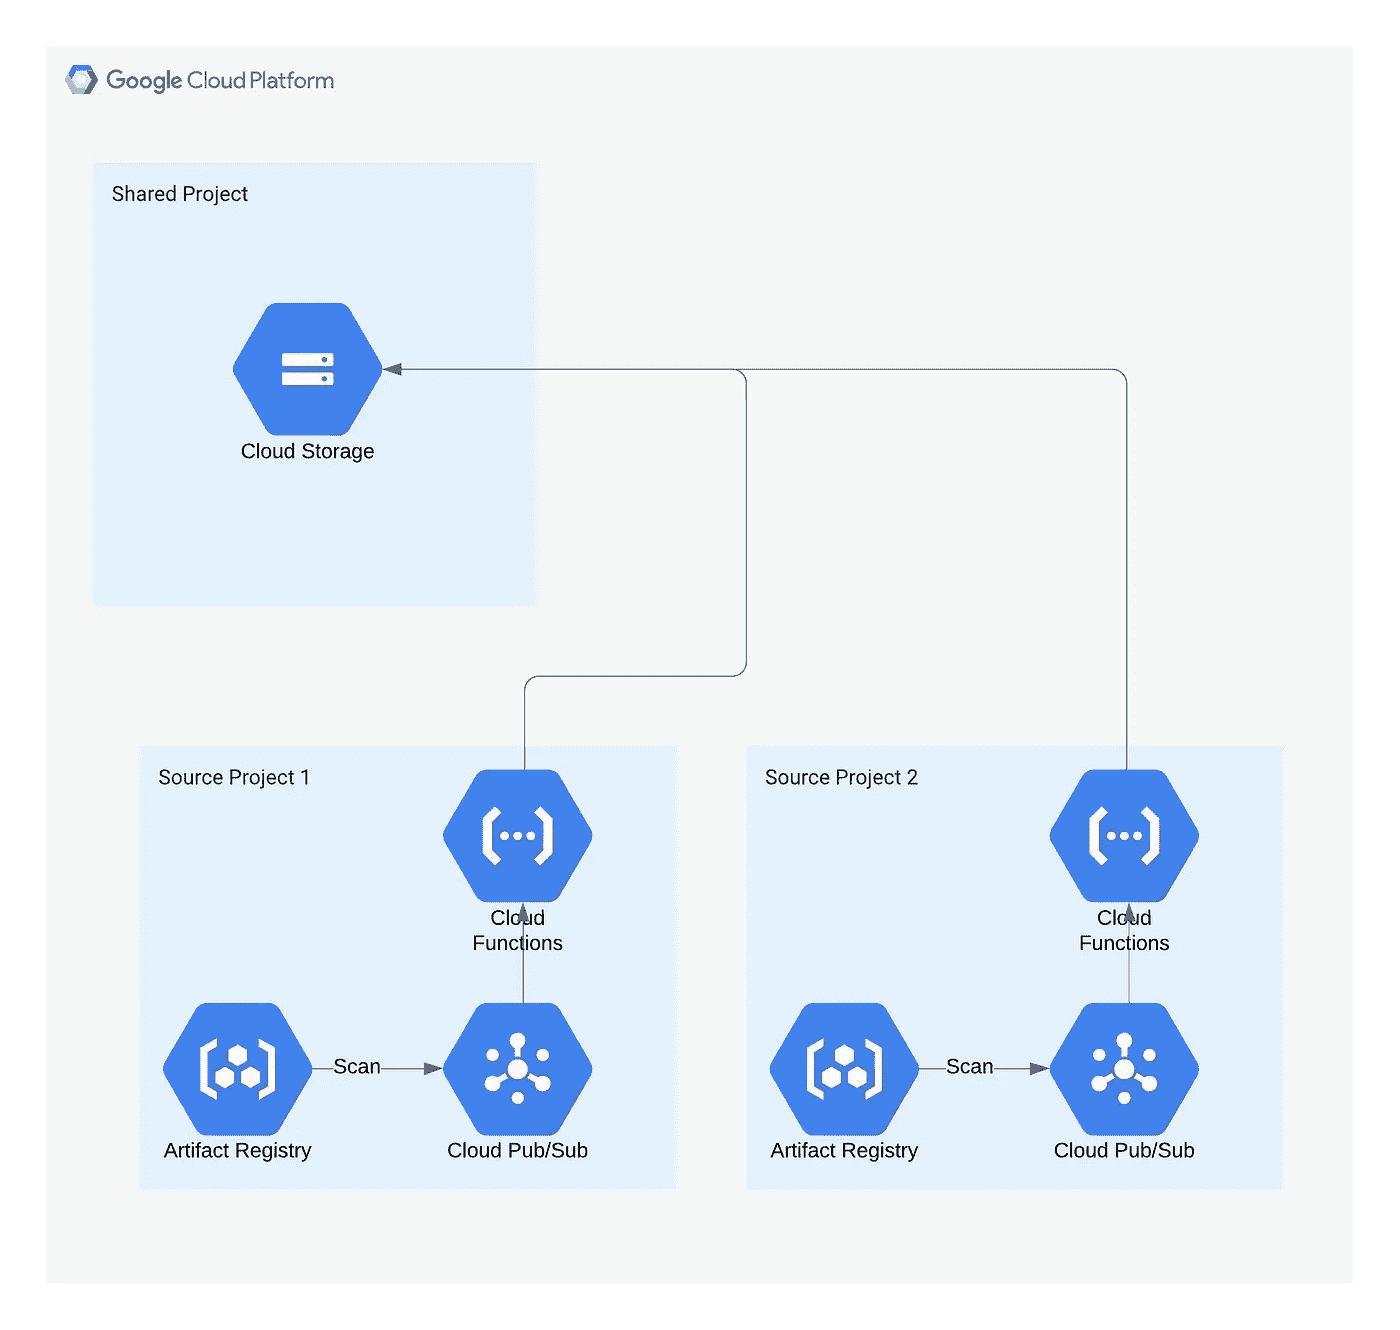 Google Cloud Platform
Shared Project
Cloud Storage
Source Project 1
Cloud
Functions
Scan
Artifact Registry
Cloud Pub/Sub
Source Project 2
Cloud
Functions
Scan
Artifact Registry
Cloud Pub/Sub